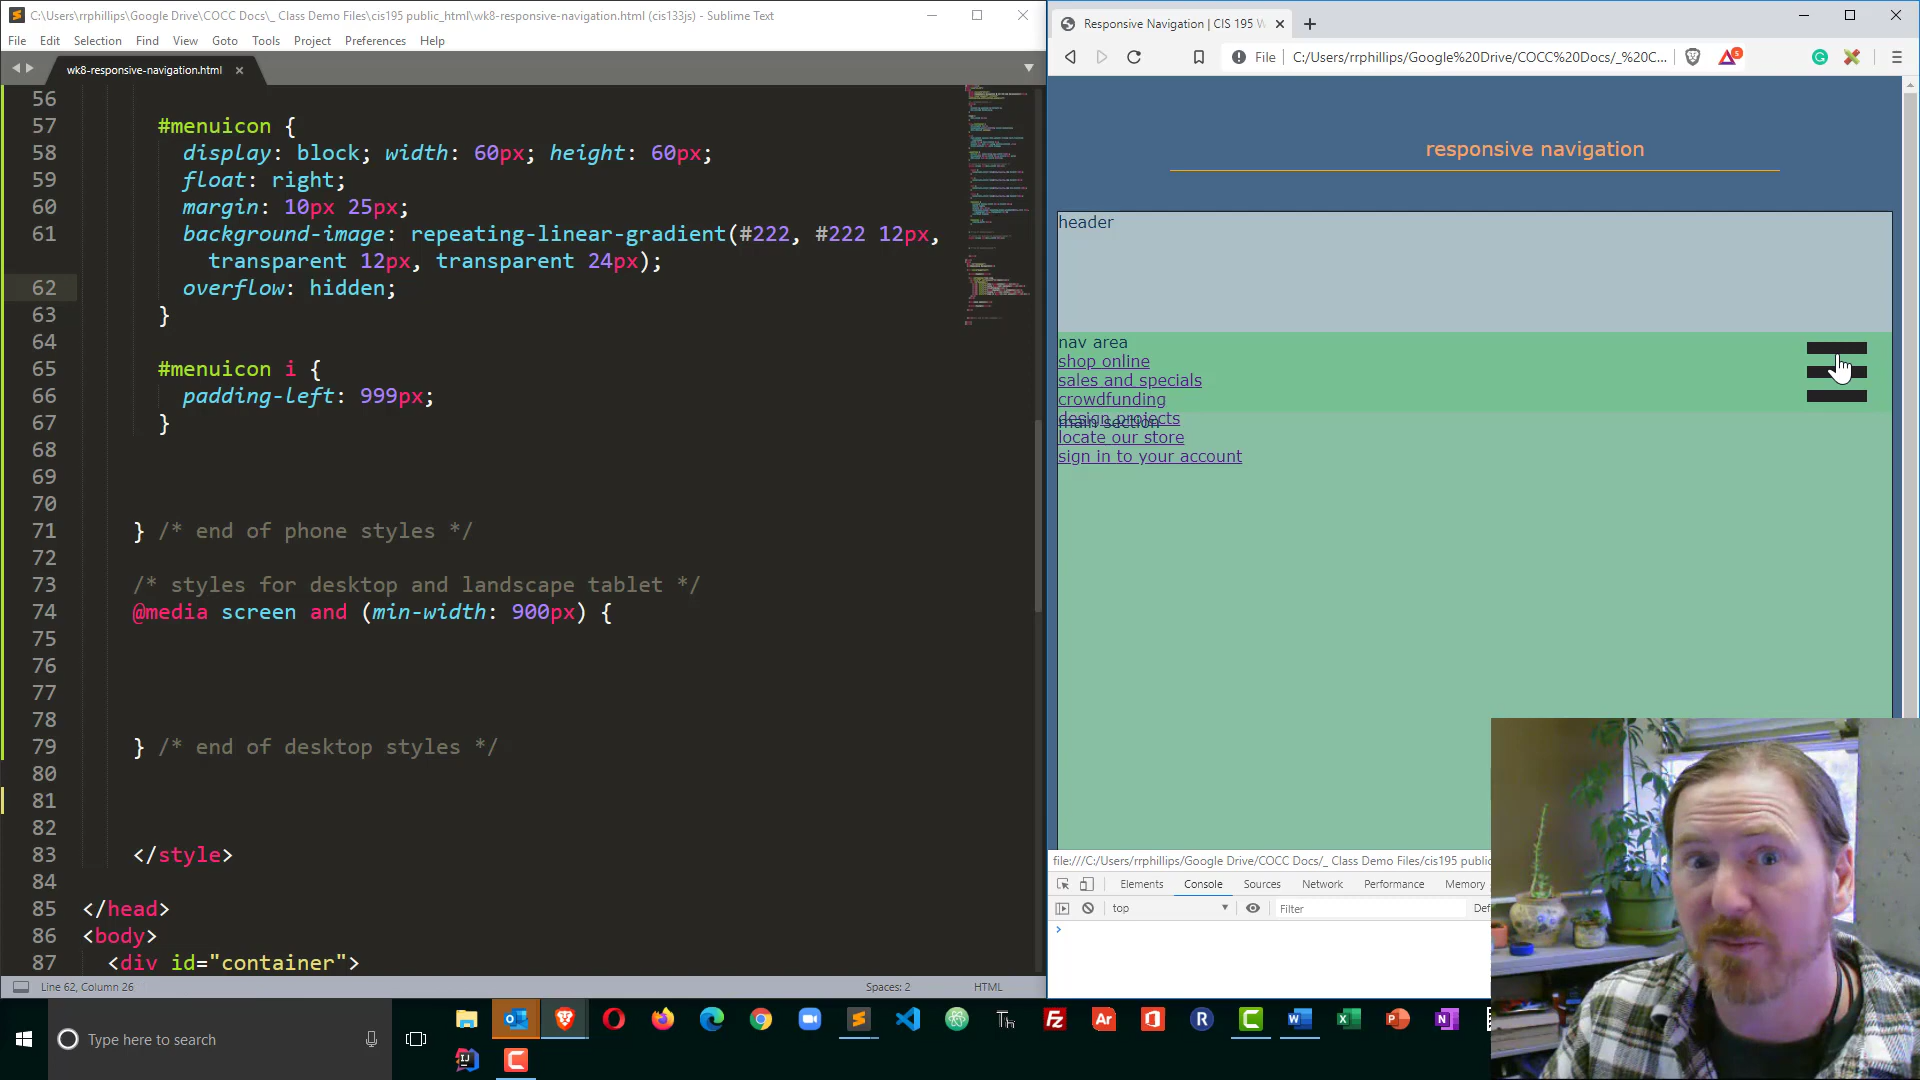 C:\Users\rrphillips\Google Drive\COCC Docs\_ Class Demo Files\cis195 public_html\wk8-responsive-navigation.html (cis133js) - Sublime Text
File Edit Selection Find View Goto Tools Project Preferences Help
wk8-responsive-navigation.html
56
57 #menuicon {
58 display: block; width: 60px; height: 60px;
59 float: right;
60 margin: 10px 25px;
61 background-image: repeating-linear-gradient(#222, #222 12px,
transparent 12px, transparent 24px);
62 overflow: hidden;
63 }
64
65 #menuicon i {
66 padding-left: 999px;
67 }
68
69
70
71 } /* end of phone styles */
72
73 /* styles for desktop and landscape tablet */
74 @media screen and (min-width: 900px) {
75
76
77
78
79 } /* end of desktop styles */
80
81
82
83 </style>
84
85 </head>
86 <body>
87 <div id="container">
Line 62, Column 26 Spaces: 2 HTML
Responsive Navigation | CIS 195 W
File C:/Users/rrphillips/Google%20Drive/COCC%20Docs/_%20C...
5
responsive navigation
header
nav area
shop online
sales and specials
crowdfunding
design projects
main section
locate our store
sign in to your account
file:///C:/Users/rrphillips/Google Drive/COCC Docs/_ Class Demo Files/cis195 public
Elements Console Sources Network Performance Memory
top Filter Def
Type here to search